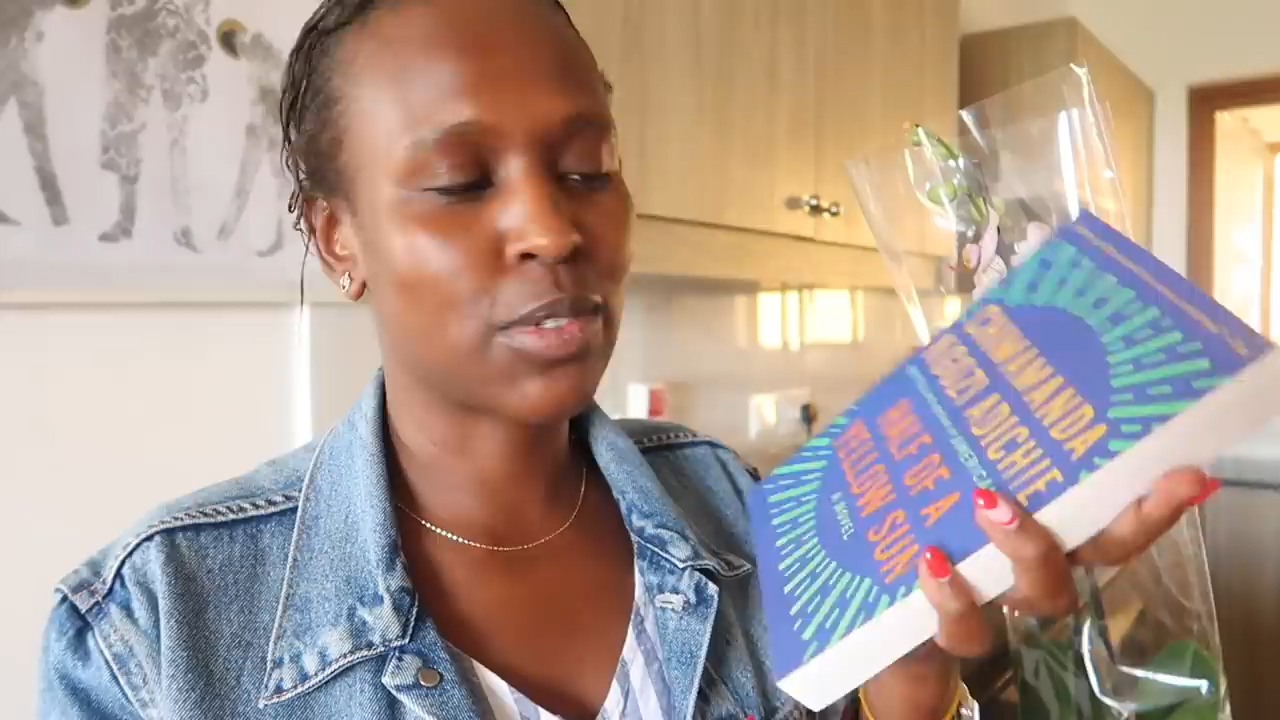 CHIMAMANDA
NGOZI ADICHIE
HALF OF A
YELLOW SUN
A NOVEL